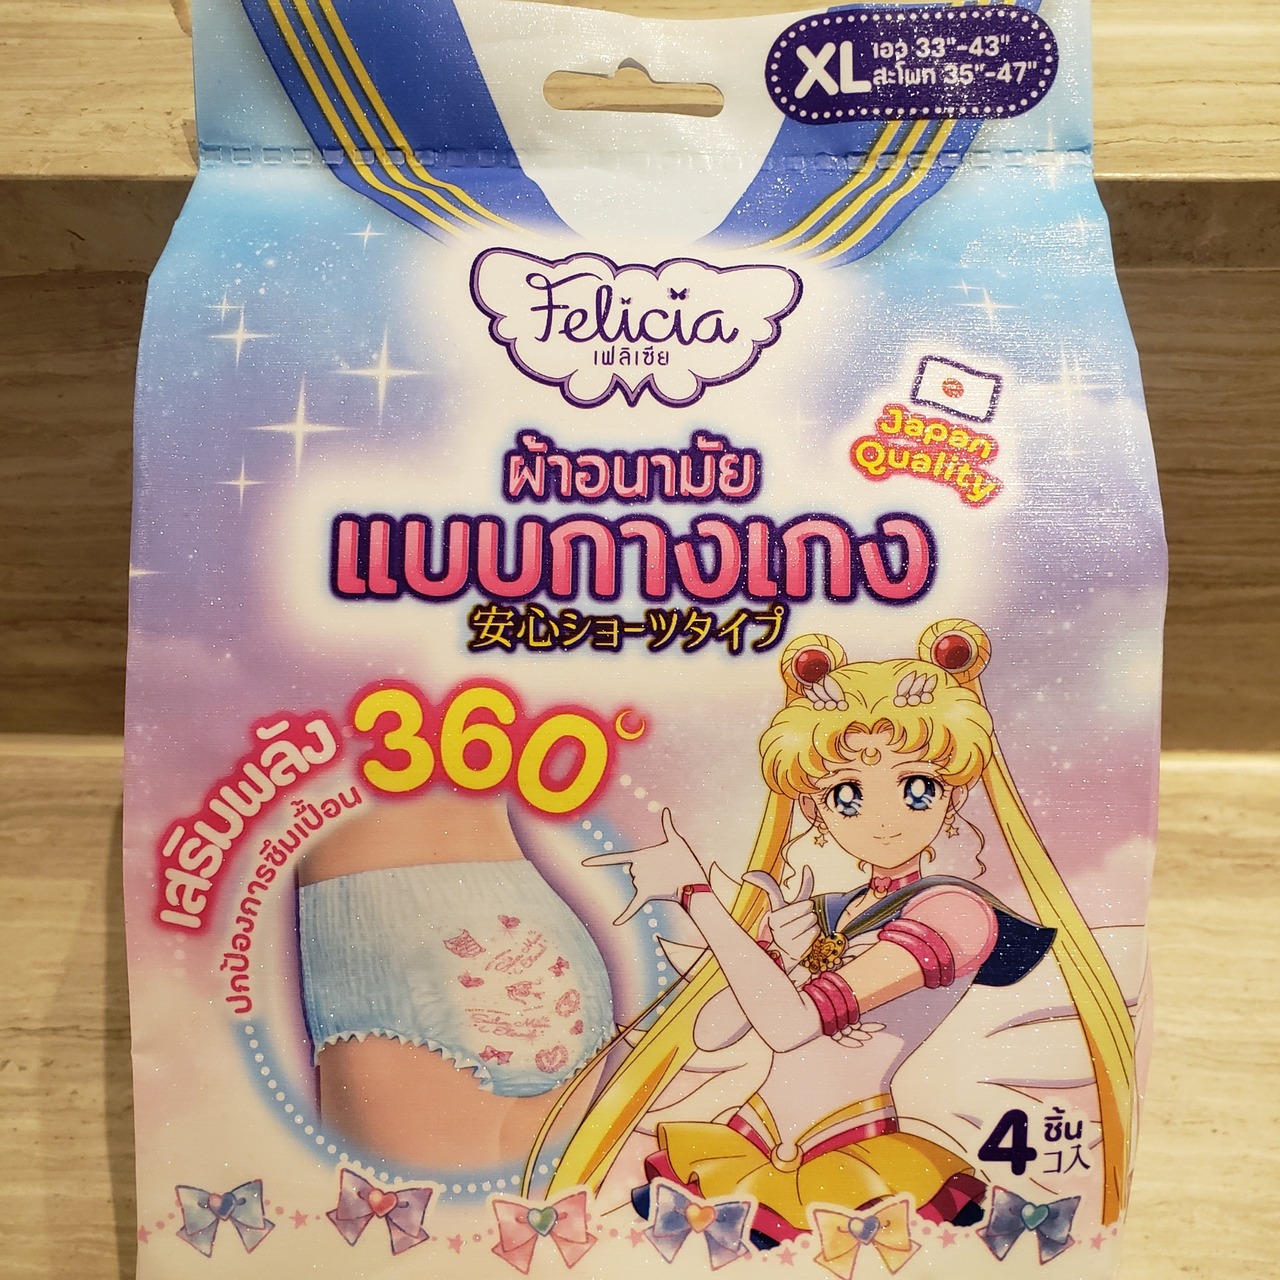 XL เอว 33"-43"
สะโพก 35"-47"
Felicia
เฟลิเซีย
Japan
Quality
ผ้าอนามัย
แบบกางเกง
安心ショーツタイプ
เสริมพลัง 360°
ปกป้องการซึมเปื้อน
4 ชิ้น
コ入